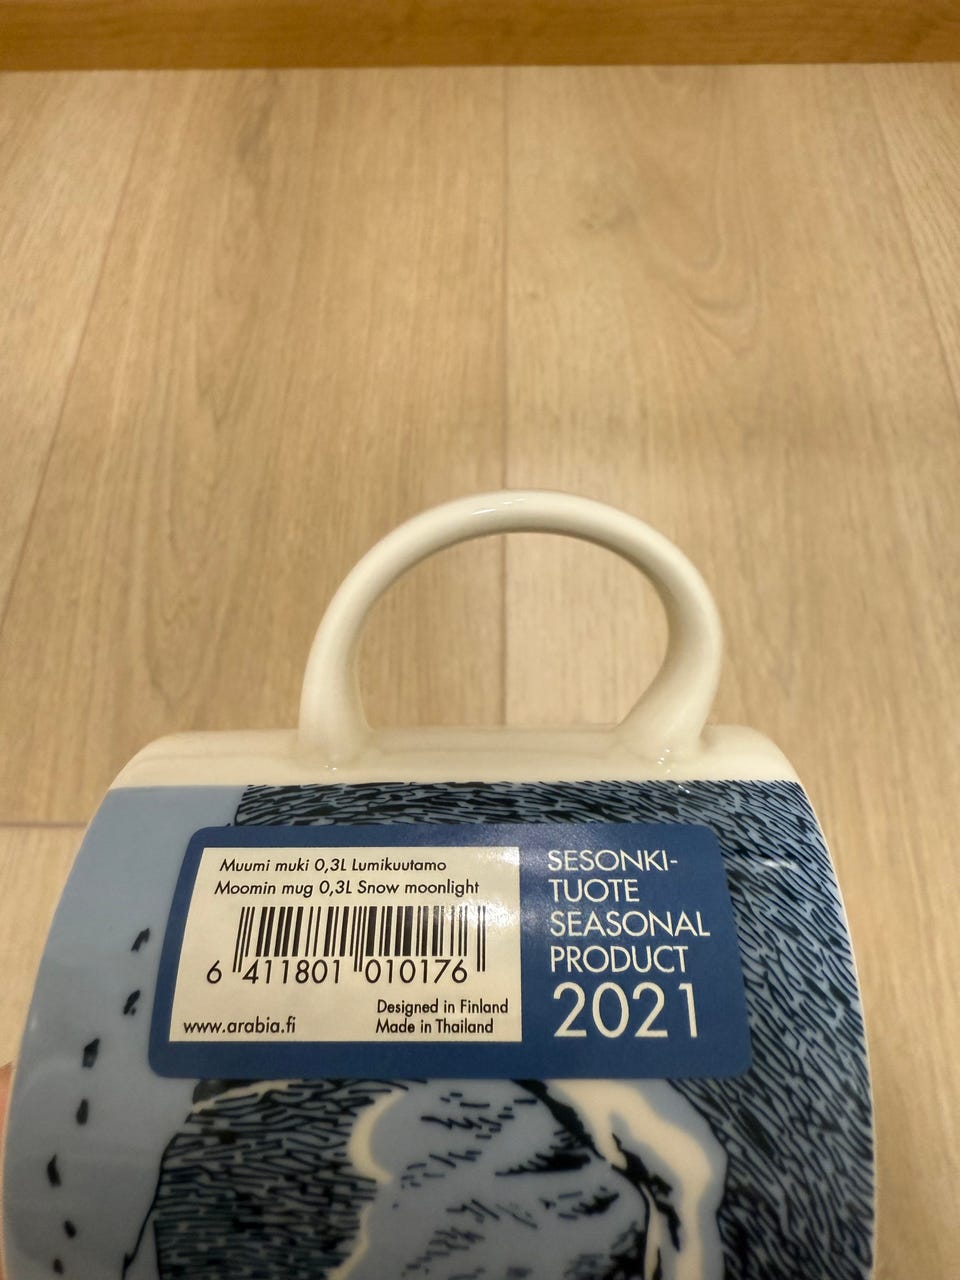 Muumi muki 0,3L Lumikuutamo
Moomin mug 0,3L Snow moonlight
6 411801 010176
Designed in Finland
www.arabia.fi Made in Thailand
SESONKI-
TUOTE
SEASONAL
PRODUCT
2021